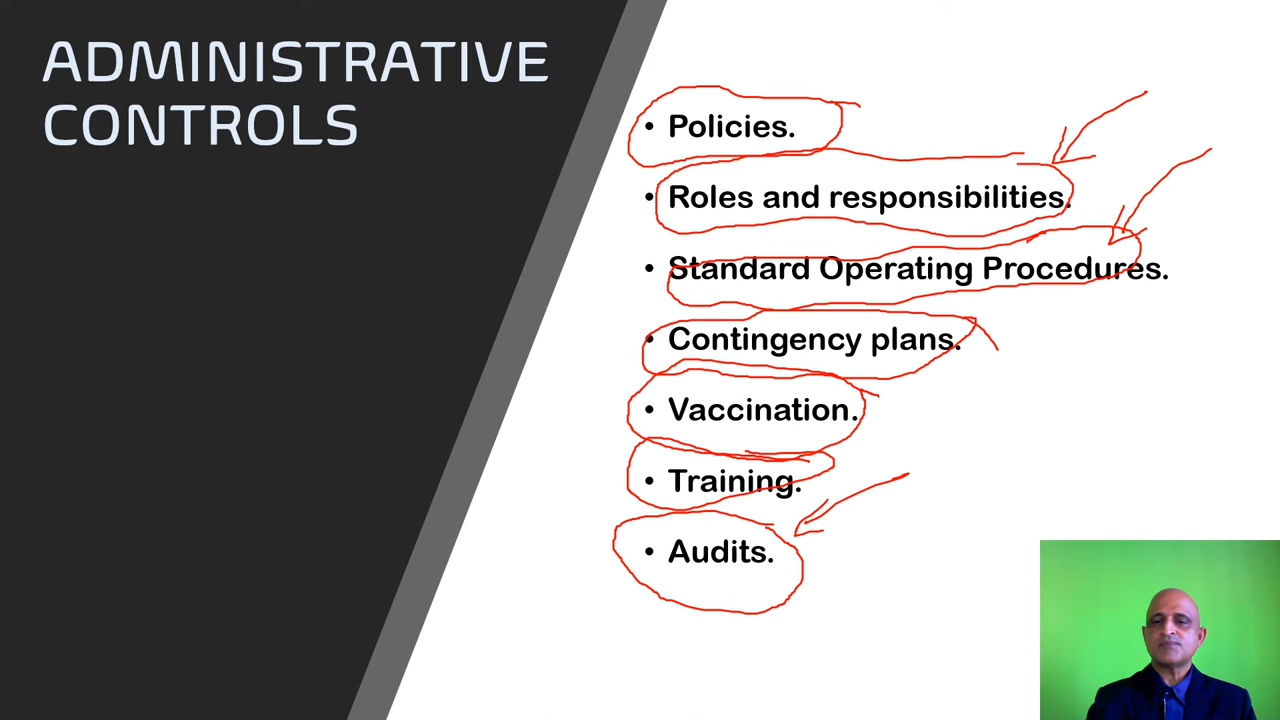 ADMINISTRATIVE
CONTROLS
• Policies.
• Roles and responsibilities.
• Standard Operating Procedures.
• Contingency plans.
• Vaccination.
• Training.
• Audits.